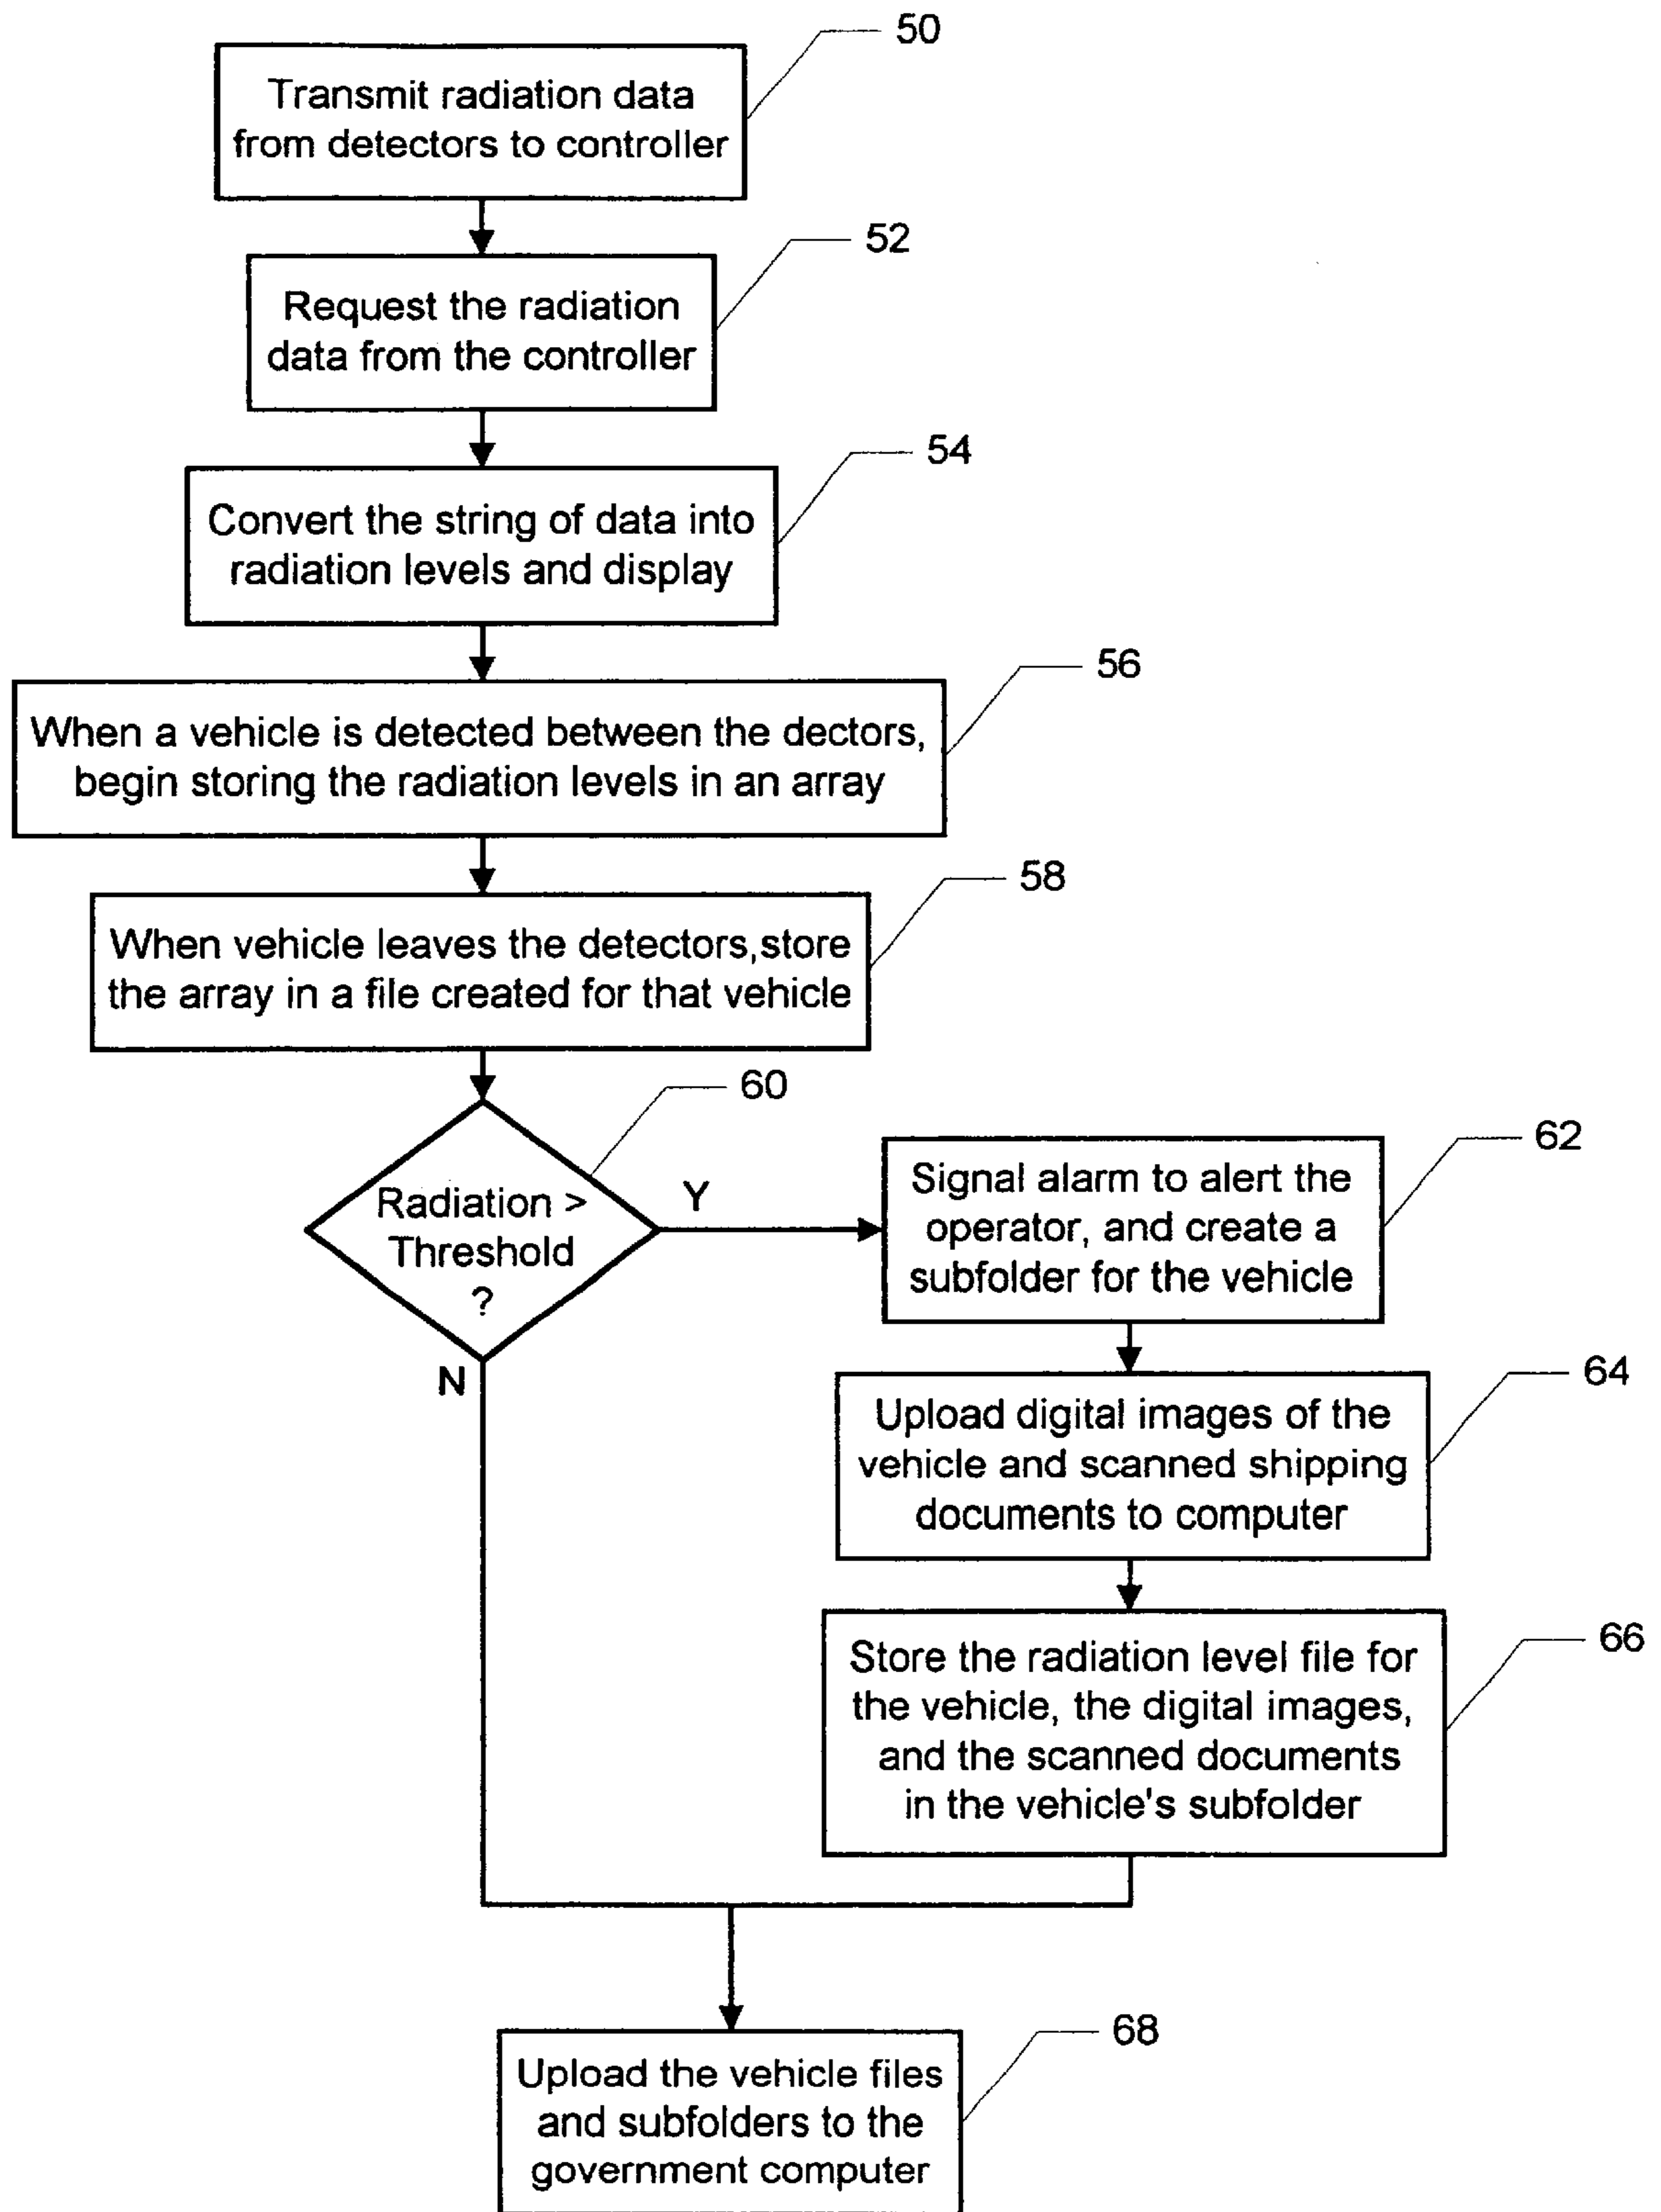 50
Transmit radiation data
from detectors to controller
52
Request the radiation
data from the controller
54
Convert the string of data into
radiation levels and display
56
When a vehicle is detected between the dectors,
begin storing the radiation levels in an array
58
When vehicle leaves the detectors,store
the array in a file created for that vehicle
60
Radiation >
Threshold
?
Y
N
62
Signal alarm to alert the
operator, and create a
subfolder for the vehicle
64
Upload digital images of the
vehicle and scanned shipping
documents to computer
66
Store the radiation level file for
the vehicle, the digital images,
and the scanned documents
in the vehicle's subfolder
68
Upload the vehicle files
and subfolders to the
government computer